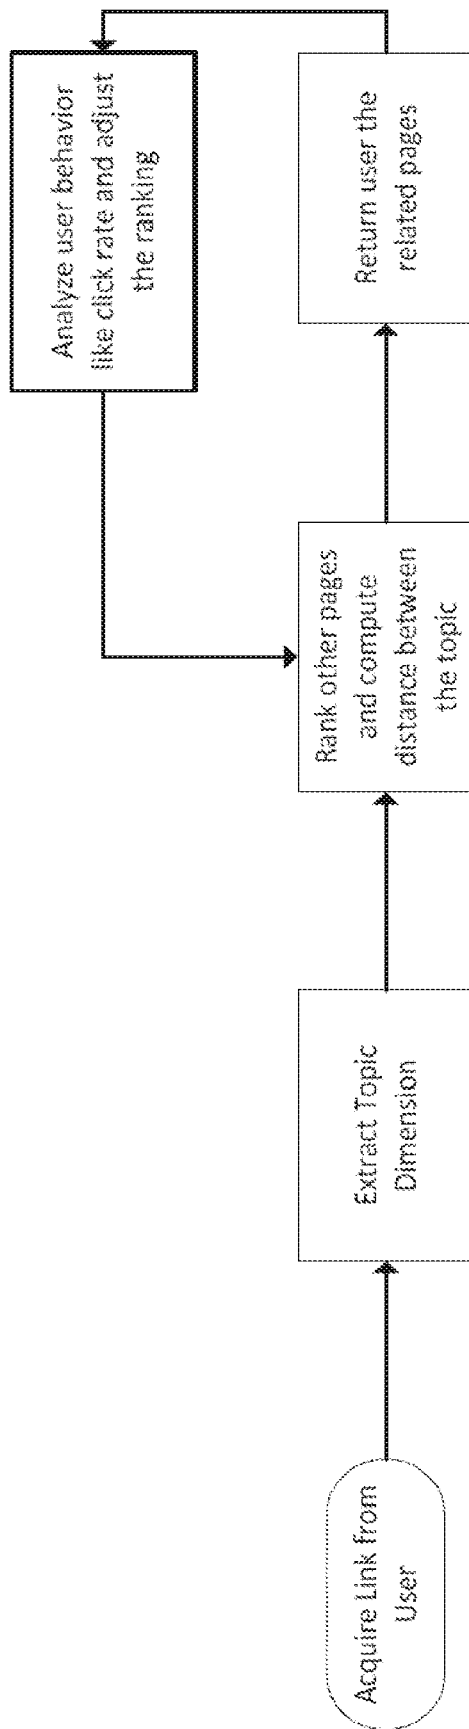 Analyze user behavior
like click rate and adjust
the ranking
Acquire Link from
User
Extract Topic
Dimension
Rank other pages
and compute
distance between
the topic
Return user the
related pages